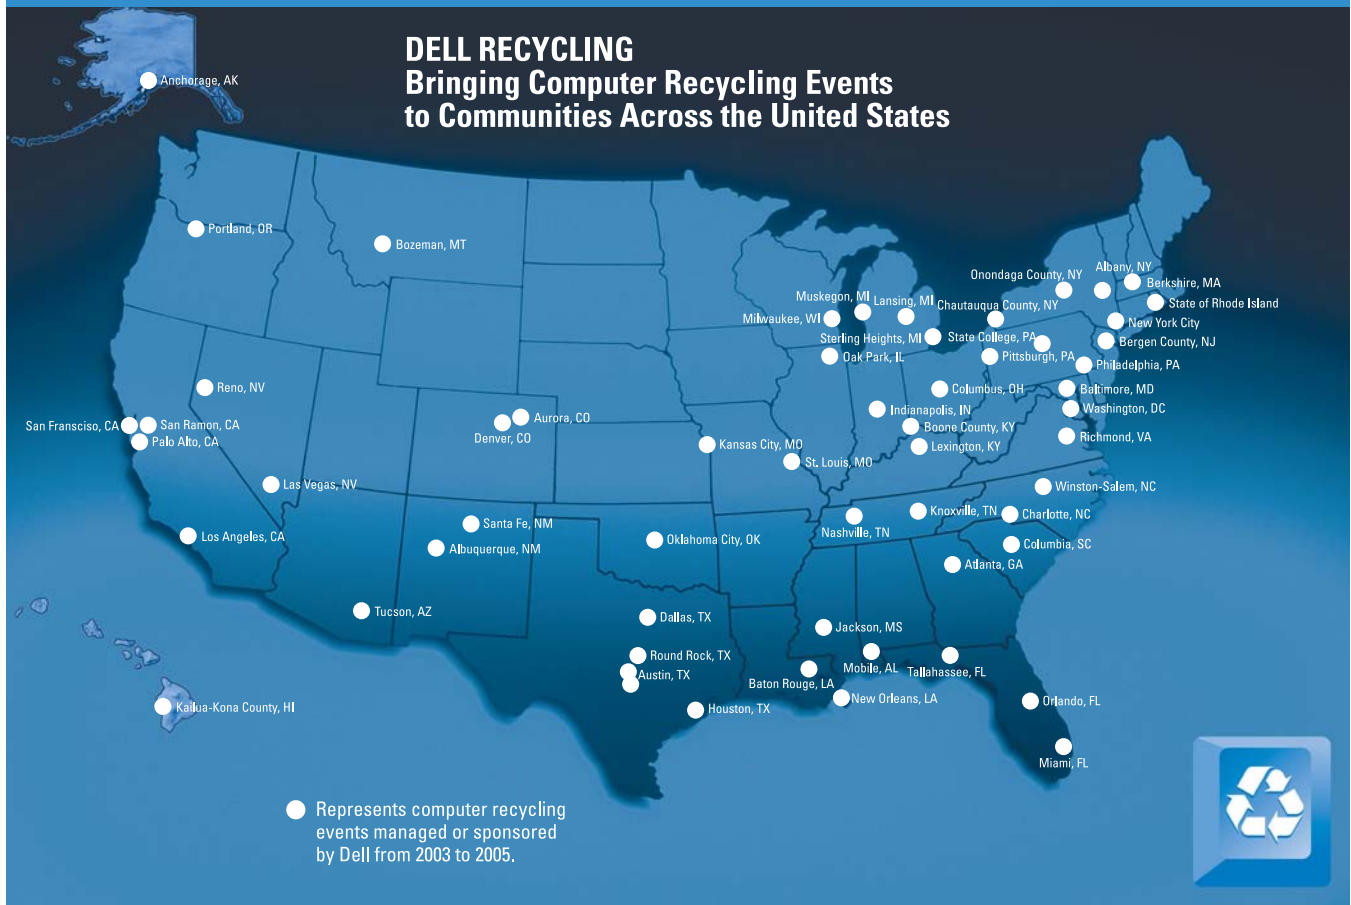 DELL RECYCLING
Bringing Computer Recycling Events
to Communities Across the United States
Anchorage, AK
Portland, OR
Bozeman, MT
Onondaga County, NY
Albany, NY
Berkshire, MA
Muskegon, MI
Lansing, MI
Chautauqua County, NY
State of Rhode Island
Milwaukee, WI
New York City
Sterling Heights, MI
State College, PA
Bergen County, NJ
Oak Park, IL
Pittsburgh, PA
Philadelphia, PA
Reno, NV
Columbus, OH
Baltimore, MD
Indianapolis, IN
Washington, DC
Aurora, CO
San Fransciso, CA
San Ramon, CA
Boone County, KY
Denver, CO
Richmond, VA
Palo Alto, CA
Kansas City, MO
Lexington, KY
St. Louis, MO
Las Vegas, NV
Winston-Salem, NC
Knoxville, TN
Charlotte, NC
Santa Fe, NM
Nashville, TN
Los Angeles, CA
Oklahoma City, OK
Columbia, SC
Albuquerque, NM
Atlanta, GA
Tucson, AZ
Dallas, TX
Jackson, MS
Round Rock, TX
Mobile, AL
Tallahassee, FL
Austin, TX
Baton Rouge, LA
New Orleans, LA
Orlando, FL
Kailua-Kona County, HI
Houston, TX
Miami, FL
Represents computer recycling
events managed or sponsored
by Dell from 2003 to 2005.